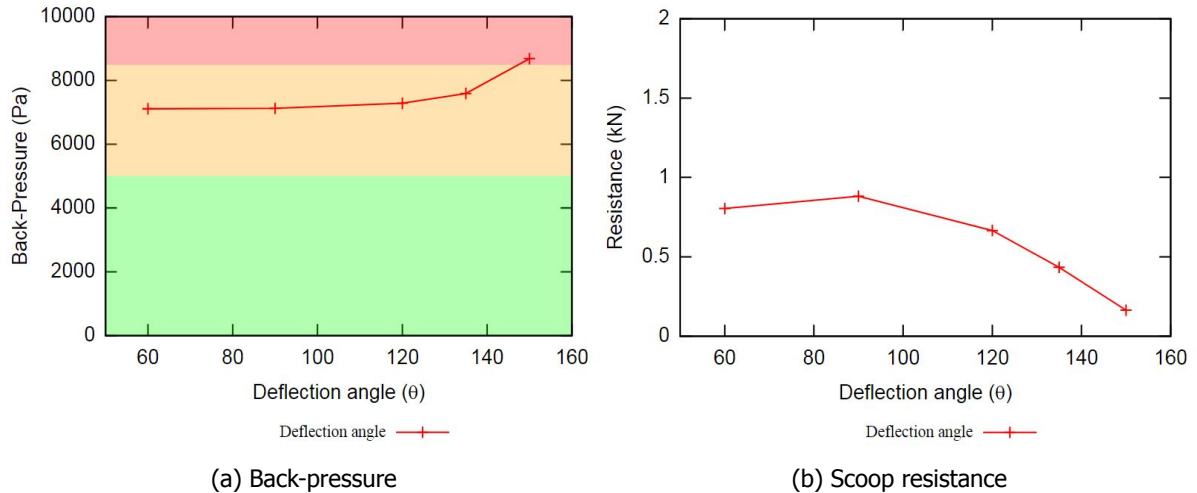 10000
8000
6000
4000
2000
0
Back-Pressure (Pa)
60 80 100 120 140 160
Deflection angle (θ)
Deflection angle
(a) Back-pressure
2
1.5
1
0.5
0
Resistance (kN)
60 80 100 120 140 160
Deflection angle (θ)
Deflection angle
(b) Scoop resistance